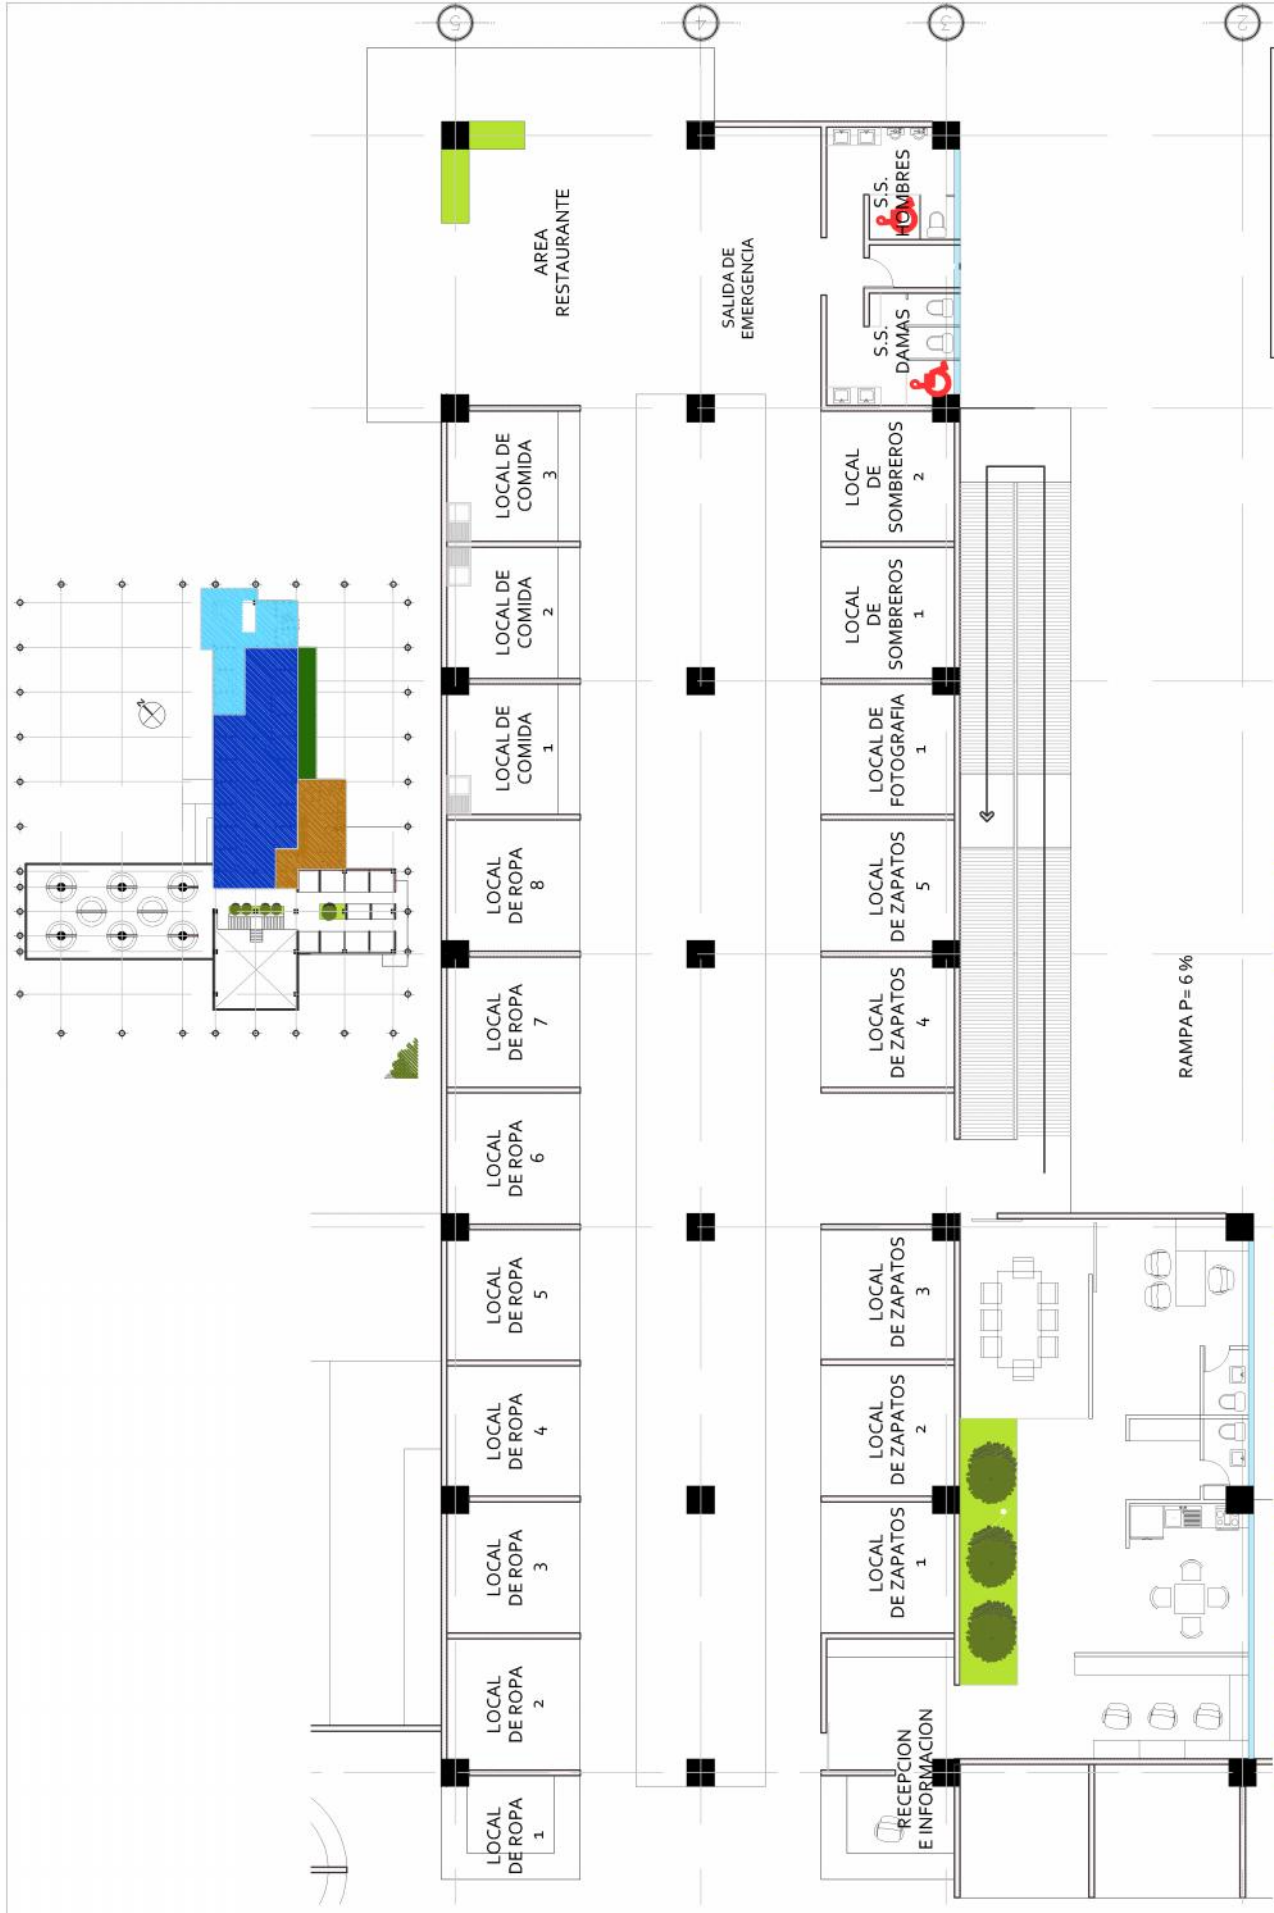 5
4
3
2
AREA
RESTAURANTE
SALIDA DE
EMERGENCIA
S.S.
HOMBRES
S.S.
DAMAS
LOCAL DE
COMIDA
3
LOCAL DE
COMIDA
2
LOCAL DE
COMIDA
1
LOCAL
DE ROPA
8
LOCAL
DE ROPA
7
LOCAL
DE ROPA
6
LOCAL
DE ROPA
5
LOCAL
DE ROPA
4
LOCAL
DE ROPA
3
LOCAL
DE ROPA
2
LOCAL
DE ROPA
1
LOCAL
DE
SOMBREROS
2
LOCAL
DE
SOMBREROS
1
LOCAL DE
FOTOGRAFIA
1
LOCAL
DE ZAPATOS
5
LOCAL
DE ZAPATOS
4
LOCAL
DE ZAPATOS
3
LOCAL
DE ZAPATOS
2
LOCAL
DE ZAPATOS
1
RECEPCION
E INFORMACION
RAMPA P= 6 %
N